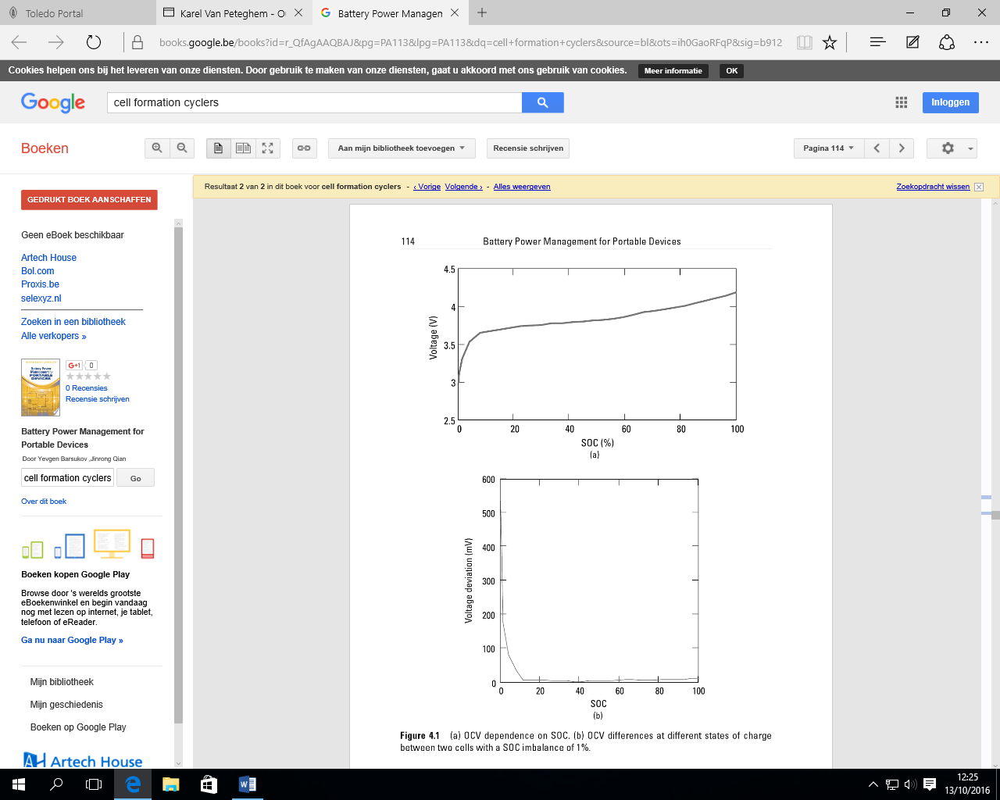 Toledo Portal
Karel Van Peteghem - O
Battery Power Managem
books.google.be/books?id=r_QfAgAAQBAJ&pg=PA113&lpg=PA113&dq=cell+formation+cyclers&source=bl&ots=ih0GaoRFqP&sig=b912
Cookies helpen ons bij het leveren van onze diensten. Door gebruik te maken van onze diensten, gaat u akkoord met ons gebruik van cookies.
Meer informatie
OK
Google
cell formation cyclers
Inloggen
Boeken
Aan mijn bibliotheek toevoegen
Recensie schrijven
Pagina 114
Resultaat 2 van 2 in dit boek voor cell formation cyclers - ‹ Vorige Volgende › - Alles weergeven
Zoekopdracht wissen
GEDRUKT BOEK AANSCHAFFEN
Geen eBoek beschikbaar
Artech House
Bol.com
Proxis.be
selexyz.nl
Zoeken in een bibliotheek
Alle verkopers »
Battery Power
Management for
PORTABLE
DEVICES
G+1 0
0 Recensies
Recensie schrijven
Battery Power Management for
Portable Devices
Door Yevgen Barsukov ,Jinrong Qian
cell formation cyclers
Go
Over dit boek
Boeken kopen Google Play
Browse door 's werelds grootste
eBoekenwinkel en begin vandaag
nog met lezen op internet, je tablet,
telefoon of eReader.
Ga nu naar Google Play »
Mijn bibliotheek
Mijn geschiedenis
Boeken op Google Play
Artech House
114 Battery Power Management for Portable Devices
4.5
4
3.5
3
2.5
Voltage (V)
0 20 40 60 80 100
SOC (%)
(a)
600
500
400
300
200
100
0
Voltage deviation (mV)
0 20 40 60 80 100
SOC
(b)
Figure 4.1 (a) OCV dependence on SOC. (b) OCV differences at different states of charge
between two cells with a SOC imbalance of 1%.
12:25
13/10/2016